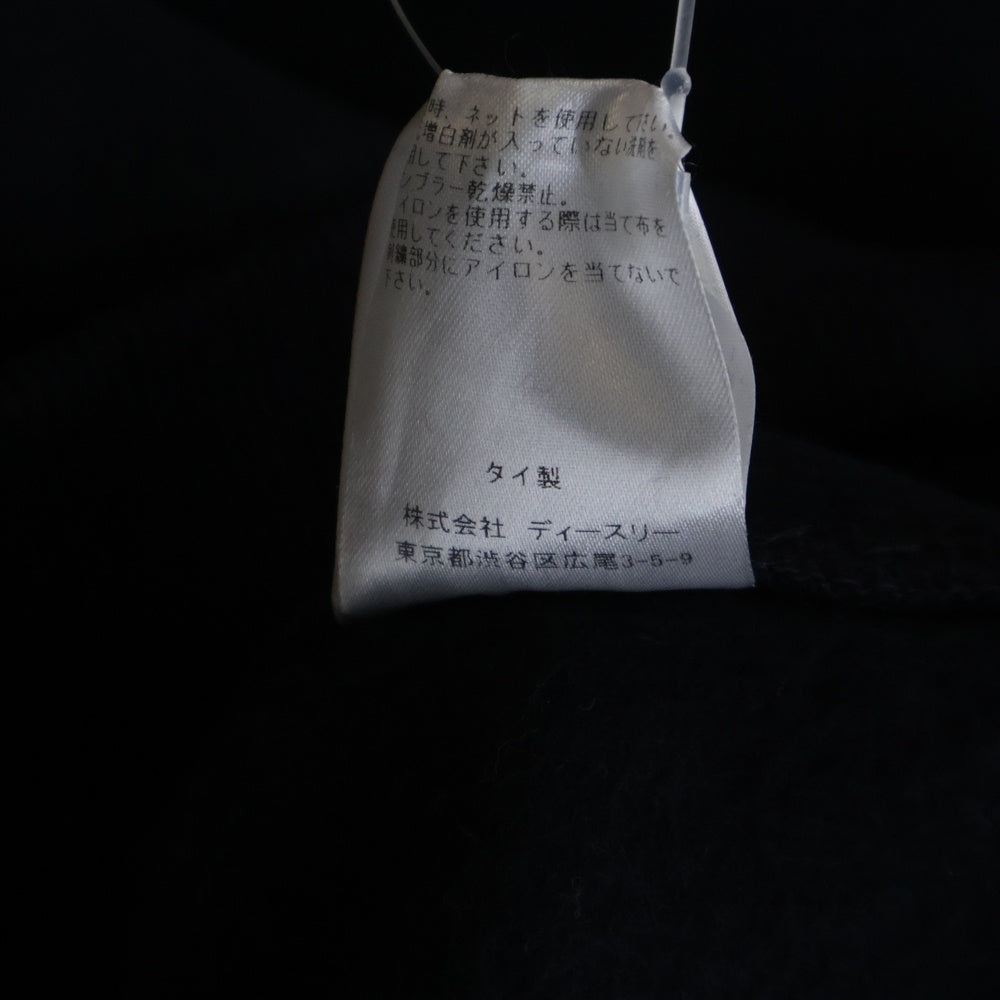 時、ネットを使用して下さい。
増白剤が入っていない洗剤を
して下さい。
ンブラー乾燥禁止。
イロンを使用する際は当て布を
使用してください。
刺繍部分にアイロンを当てないで
下さい。
タイ製
株式会社 ディースリー
東京都渋谷区広尾3-5-9